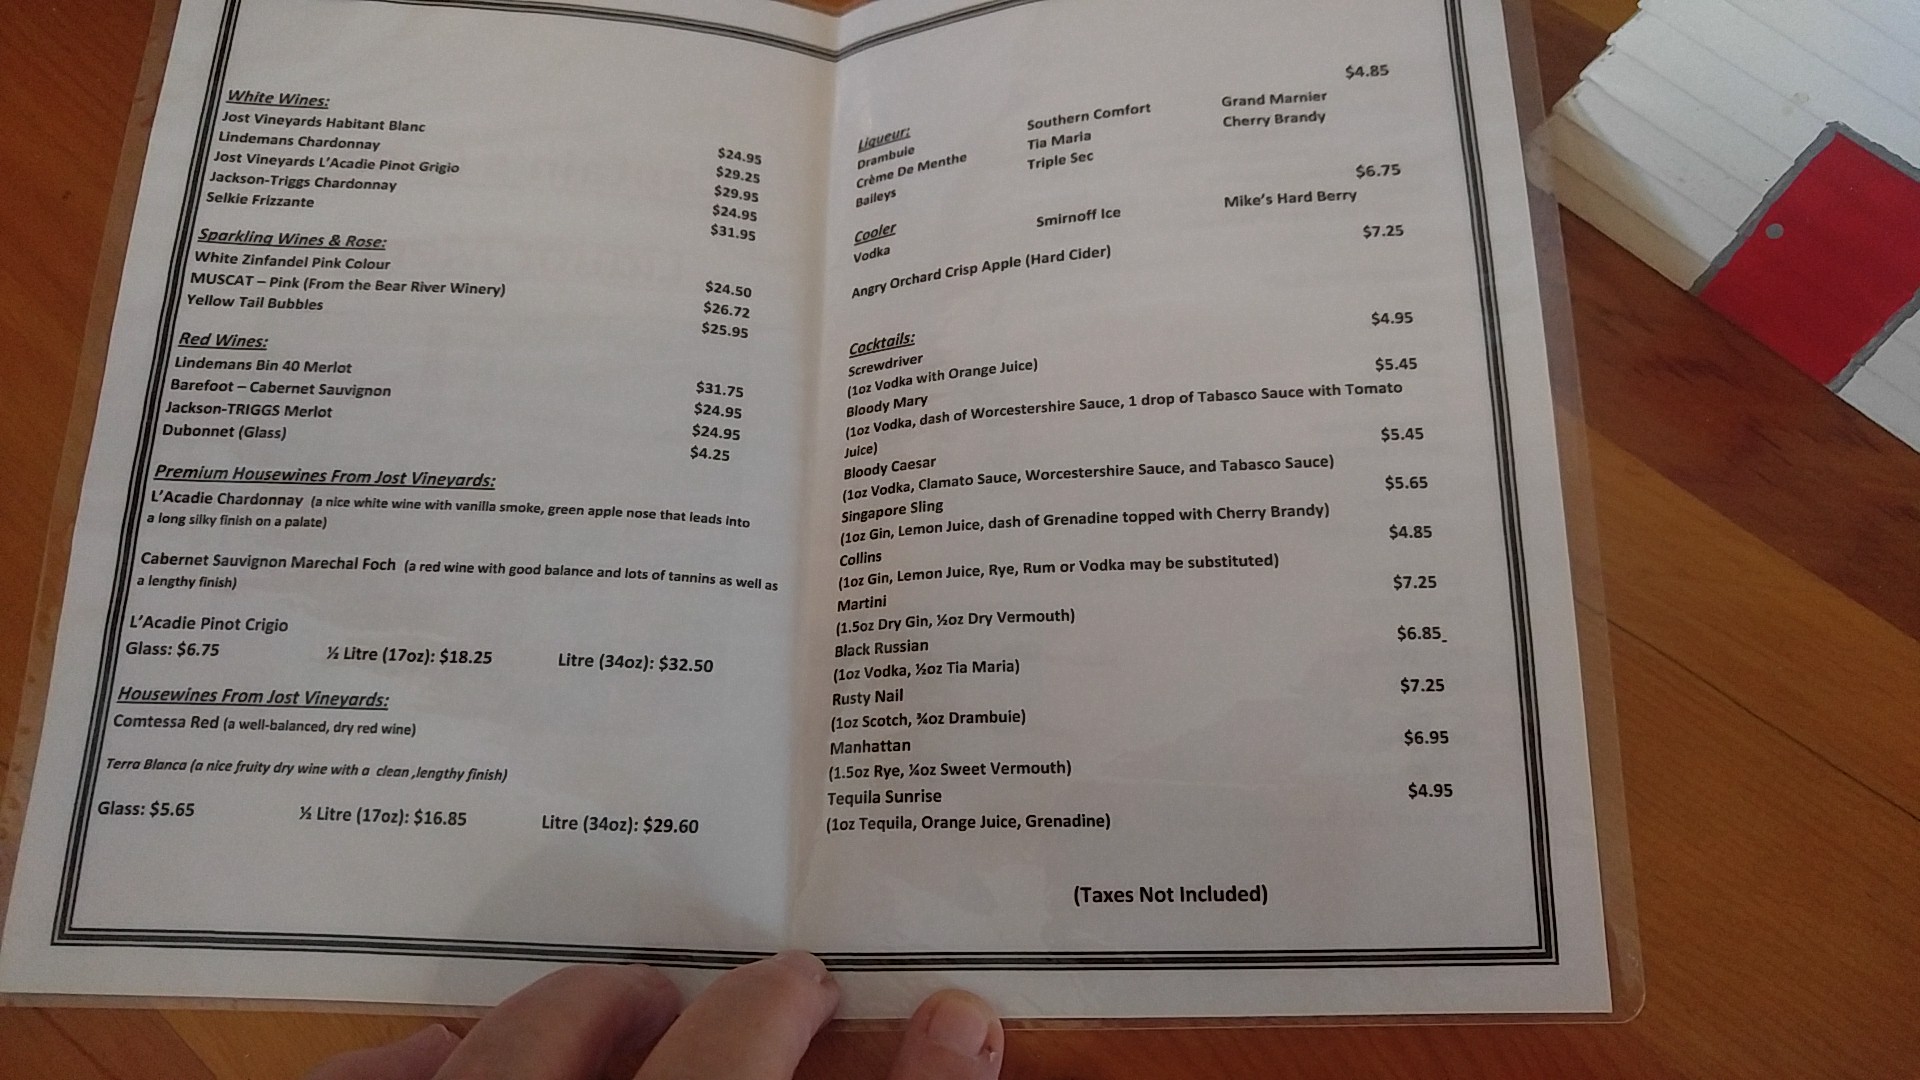 White Wines:
Jost Vineyards Habitant Blanc $24.95
Lindemans Chardonnay $29.25
Jost Vineyards L'Acadie Pinot Grigio $29.95
Jackson-Triggs Chardonnay $24.95
Selkie Frizzante $31.95
Sparkling Wines & Rose:
White Zinfandel Pink Colour $24.50
MUSCAT – Pink (From the Bear River Winery) $26.72
Yellow Tail Bubbles $25.95
Red Wines:
Lindemans Bin 40 Merlot $31.75
Barefoot – Cabernet Sauvignon $24.95
Jackson-TRIGGS Merlot $24.95
Dubonnet (Glass) $4.25
Premium Housewines From Jost Vineyards:
L'Acadie Chardonnay (a nice white wine with vanilla smoke, green apple nose that leads into
a long silky finish on a palate)
Cabernet Sauvignon Marechal Foch (a red wine with good balance and lots of tannins as well as
a lengthy finish)
L'Acadie Pinot Crigio
Glass: $6.75 ½ Litre (17oz): $18.25 Litre (34oz): $32.50
Housewines From Jost Vineyards:
Comtessa Red (a well-balanced, dry red wine)
Terra Blanca (a nice fruity dry wine with a clean ,lengthy finish)
Glass: $5.65 ½ Litre (17oz): $16.85 Litre (34oz): $29.60
Liqueur: $4.85
Drambuie Southern Comfort Grand Marnier
Crème De Menthe Tia Maria Cherry Brandy
Baileys Triple Sec
Cooler $6.75
Vodka Smirnoff Ice Mike's Hard Berry
Angry Orchard Crisp Apple (Hard Cider) $7.25
Cocktails:
Screwdriver $4.95
(1oz Vodka with Orange Juice)
Bloody Mary $5.45
(1oz Vodka, dash of Worcestershire Sauce, 1 drop of Tabasco Sauce with Tomato
Juice)
Bloody Caesar $5.45
(1oz Vodka, Clamato Sauce, Worcestershire Sauce, and Tabasco Sauce)
Singapore Sling $5.65
(1oz Gin, Lemon Juice, dash of Grenadine topped with Cherry Brandy)
Collins $4.85
(1oz Gin, Lemon Juice, Rye, Rum or Vodka may be substituted)
Martini $7.25
(1.5oz Dry Gin, ½oz Dry Vermouth)
Black Russian $6.85_
(1oz Vodka, ½oz Tia Maria)
Rusty Nail $7.25
(1oz Scotch, ¾oz Drambuie)
Manhattan $6.95
(1.5oz Rye, ¼oz Sweet Vermouth)
Tequila Sunrise $4.95
(1oz Tequila, Orange Juice, Grenadine)
(Taxes Not Included)